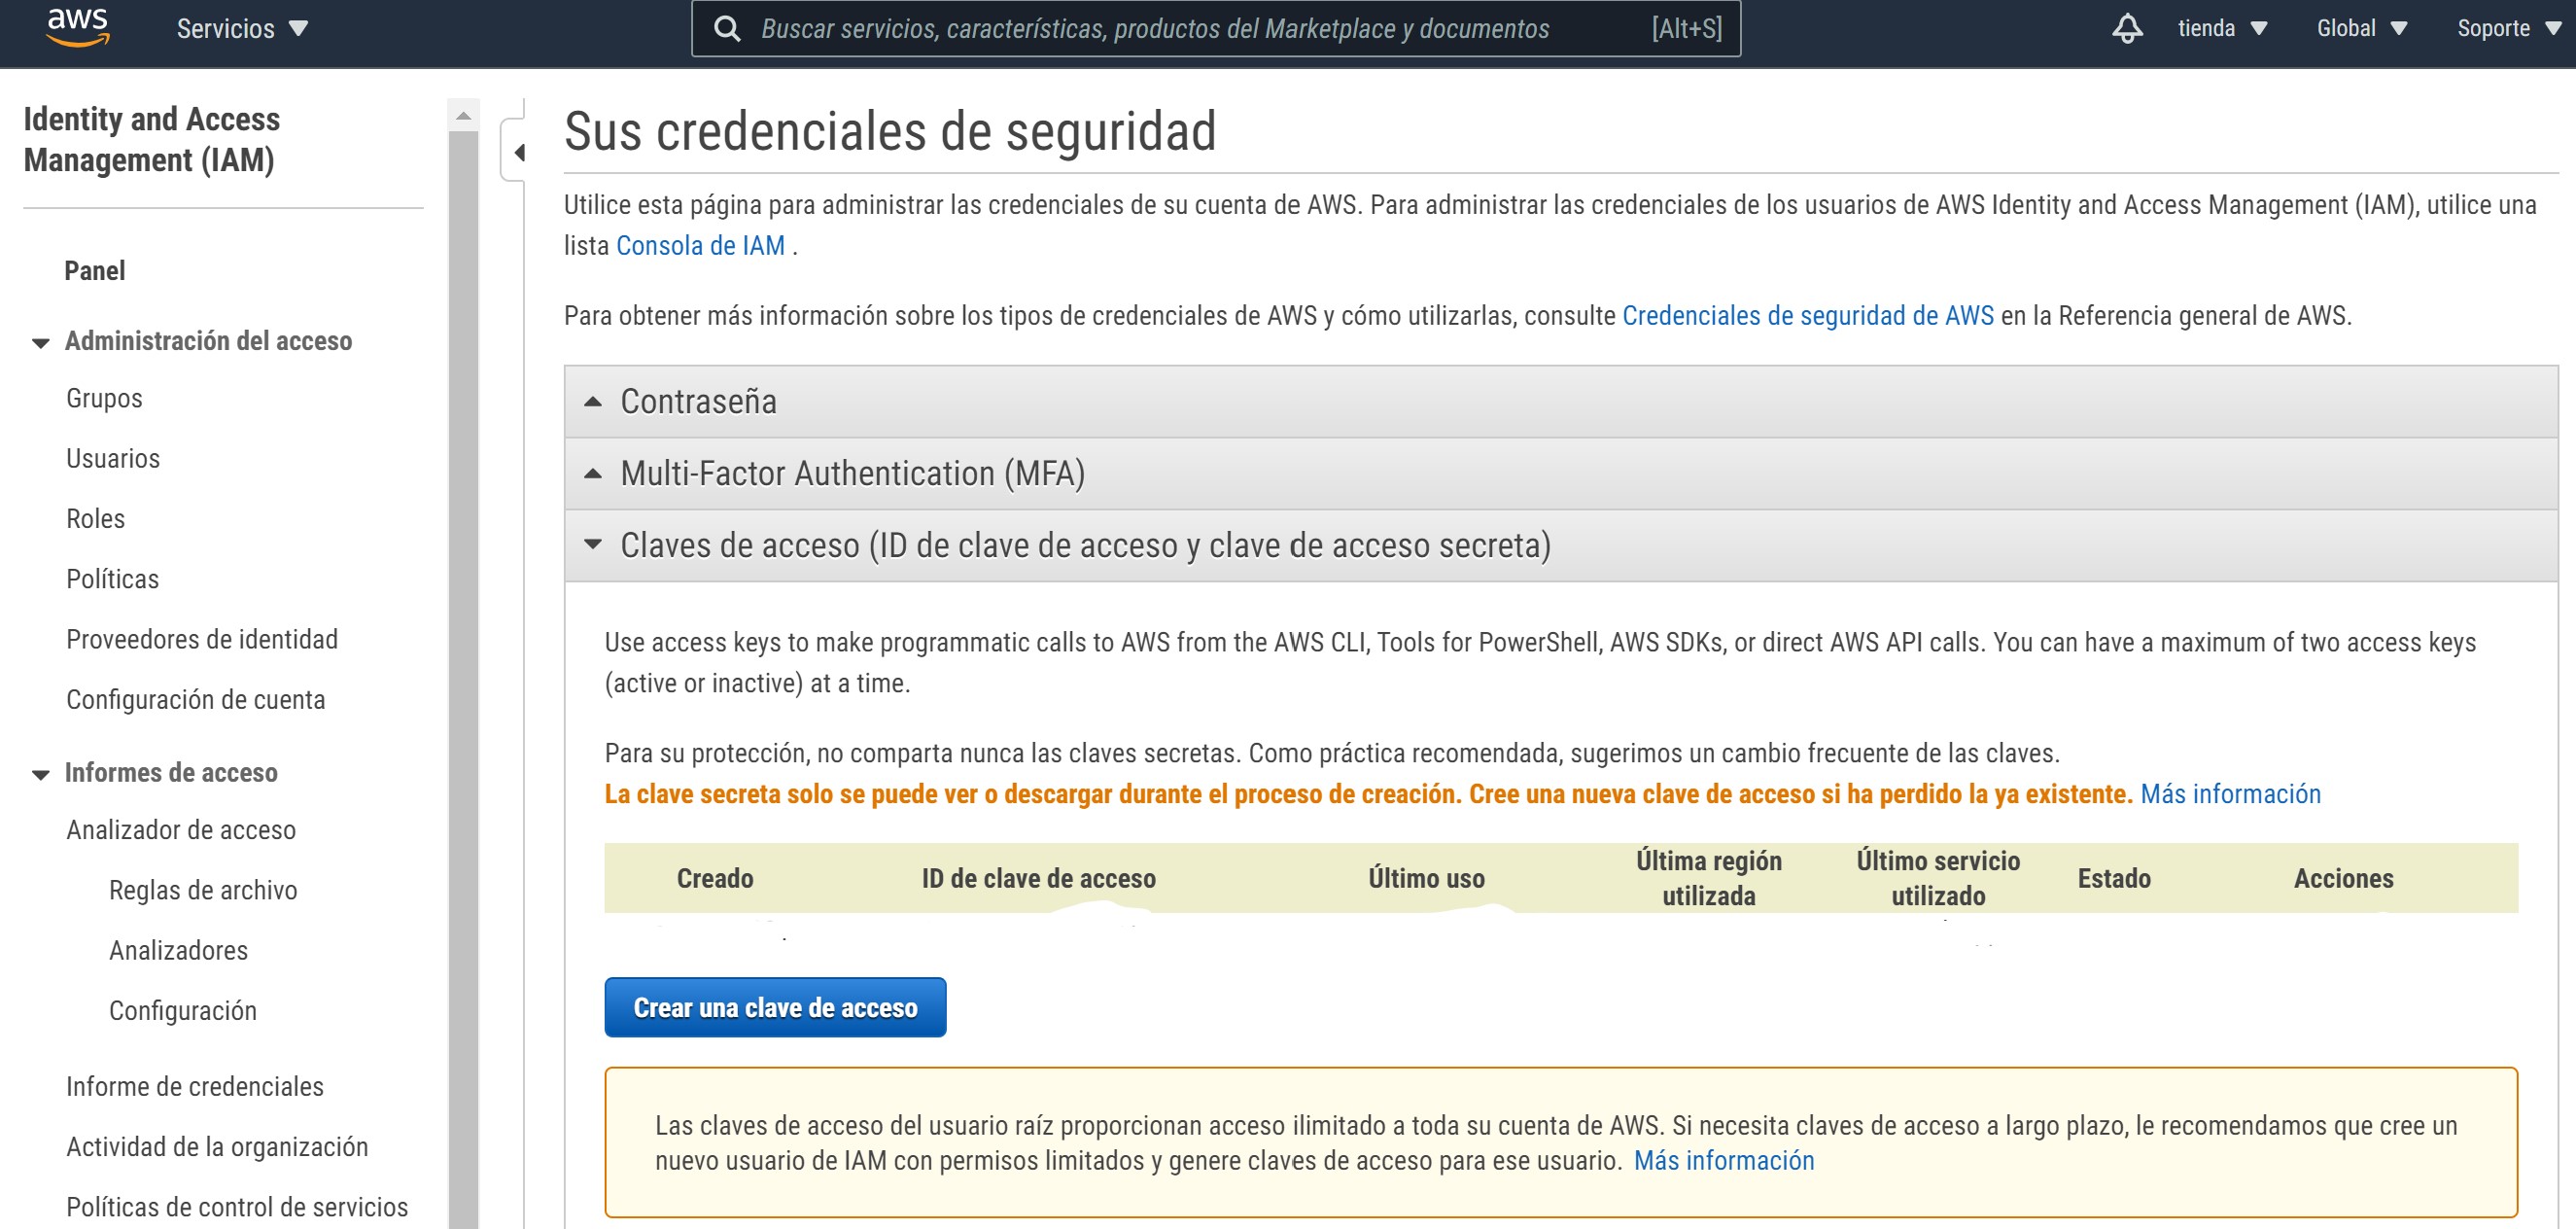 aws Servicios Buscar servicios, características, productos del Marketplace y documentos [Alt+S] tienda Global Soporte
Identity and Access
Management (IAM)
Panel
Administración del acceso
Grupos
Usuarios
Roles
Políticas
Proveedores de identidad
Configuración de cuenta
Informes de acceso
Analizador de acceso
Reglas de archivo
Analizadores
Configuración
Informe de credenciales
Actividad de la organización
Políticas de control de servicios
Sus credenciales de seguridad
Utilice esta página para administrar las credenciales de su cuenta de AWS. Para administrar las credenciales de los usuarios de AWS Identity and Access Management (IAM), utilice una
lista Consola de IAM .
Para obtener más información sobre los tipos de credenciales de AWS y cómo utilizarlas, consulte Credenciales de seguridad de AWS en la Referencia general de AWS.
Contraseña
Multi-Factor Authentication (MFA)
Claves de acceso (ID de clave de acceso y clave de acceso secreta)
Use access keys to make programmatic calls to AWS from the AWS CLI, Tools for PowerShell, AWS SDKs, or direct AWS API calls. You can have a maximum of two access keys
(active or inactive) at a time.
Para su protección, no comparta nunca las claves secretas. Como práctica recomendada, sugerimos un cambio frecuente de las claves.
La clave secreta solo se puede ver o descargar durante el proceso de creación. Cree una nueva clave de acceso si ha perdido la ya existente. Más información
Creado ID de clave de acceso Último uso Última región utilizada Último servicio utilizado Estado Acciones
Crear una clave de acceso
Las claves de acceso del usuario raíz proporcionan acceso ilimitado a toda su cuenta de AWS. Si necesita claves de acceso a largo plazo, le recomendamos que cree un
nuevo usuario de IAM con permisos limitados y genere claves de acceso para ese usuario. Más información